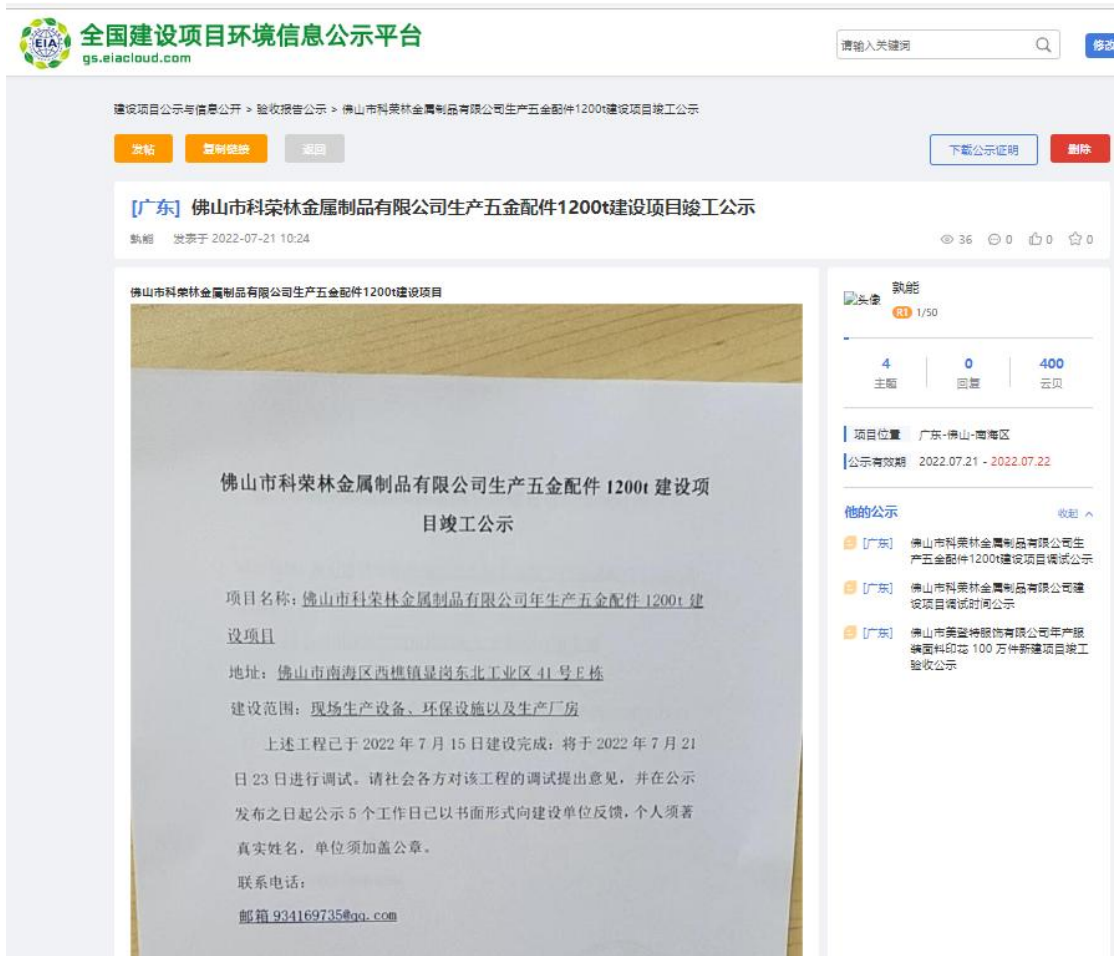 EIA
全国建设项目环境信息公示平台
gs.eiacloud.com
请输入关键词
修改
建设项目公示与信息公开 > 验收报告公示 > 佛山市科荣林金属制品有限公司生产五金配件1200t建设项目竣工公示
发帖 复制链接 返回
下载公示证明 删除
[广东] 佛山市科荣林金属制品有限公司生产五金配件1200t建设项目竣工公示
孰能 发表于 2022-07-21 10:24
36 0 0 0
佛山市科荣林金属制品有限公司生产五金配件1200t建设项目
佛山市科荣林金属制品有限公司生产五金配件 1200t 建设项
目竣工公示
项目名称：佛山市科荣林金属制品有限公司年生产五金配件 1200t 建
设项目
地址：佛山市南海区西樵镇显岗东北工业区 41 号 E 栋
建设范围：现场生产设备、环保设施以及生产厂房
上述工程已于 2022 年 7 月 15 日建设完成；将于 2022 年 7 月 21
日 23 日进行调试。请社会各方对该工程的调试提出意见，并在公示
发布之日起公示 5 个工作日已以书面形式向建设单位反馈，个人须著
真实姓名，单位须加盖公章。
联系电话：
邮箱 934169735@qq.com
头像
孰能
R1 1/50
4 0 400
主题 回复 云贝
项目位置 广东-佛山-南海区
公示有效期 2022.07.21 - 2022.07.22
他的公示 收起
[广东] 佛山市科荣林金属制品有限公司生
产五金配件1200t建设项目调试公示
[广东] 佛山市科荣林金属制品有限公司建
设项目调试时间公示
[广东] 佛山市美登特服饰有限公司年产服
装面料印花 100 万件新建项目竣工
验收公示